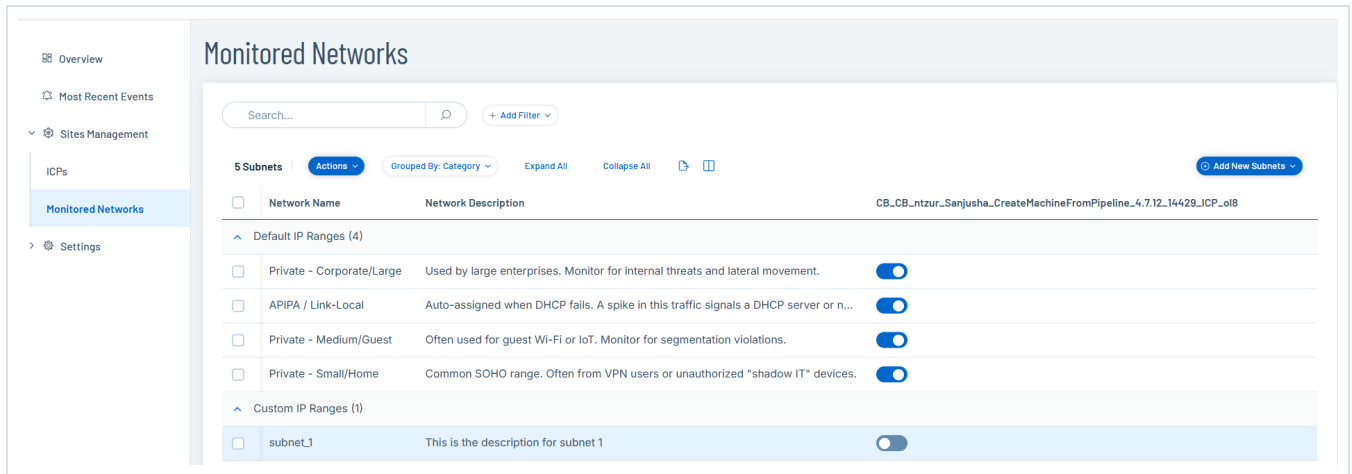 Monitored Networks
Overview
Most Recent Events
Sites Management
ICPs
Monitored Networks
Settings
Search...
+ Add Filter
5 Subnets Actions Grouped By: Category Expand All Collapse All Add New Subnets
Network Name Network Description CB_CB_ntzur_Sanjusha_CreateMachineFromPipeline_4.7.12_14429_ICP_ol8
Default IP Ranges (4)
Private - Corporate/Large Used by large enterprises. Monitor for internal threats and lateral movement.
APIPA / Link-Local Auto-assigned when DHCP fails. A spike in this traffic signals a DHCP server or n...
Private - Medium/Guest Often used for guest Wi-Fi or IoT. Monitor for segmentation violations.
Private - Small/Home Common SOHO range. Often from VPN users or unauthorized "shadow IT" devices.
Custom IP Ranges (1)
subnet_1 This is the description for subnet 1